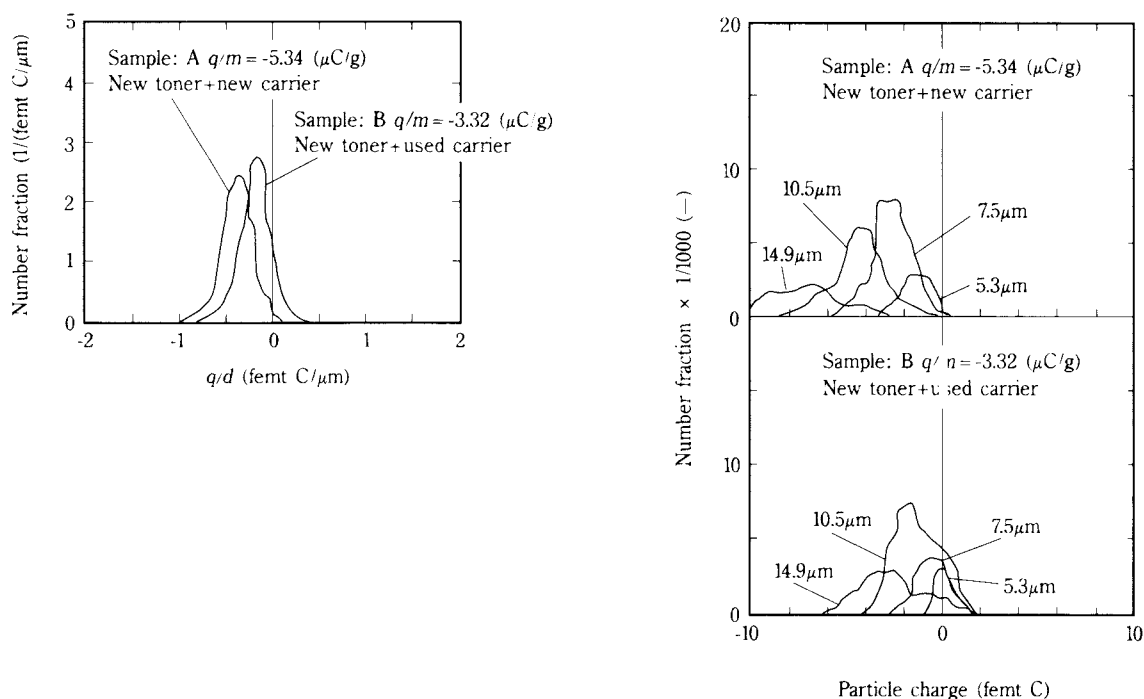 Number fraction (1/(femt C/μm)
5
4
3
2
1
0
Sample: A q/m = -5.34 (μC/g)
New toner+new carrier
Sample: B q/m = -3.32 (μC/g)
New toner+used carrier
-2
-1
0
1
2
q/d (femt C/μm)
Number fraction × 1/1000 (—)
20
10
0
Sample: A q/m = -5.34 (μC/g)
New toner+new carrier
10.5μm
7.5μm
14.9μm
5.3μm
10
0
Sample: B q/ n = -3.32 (μC/g)
New toner+used carrier
10.5μm
7.5μm
14.9μm
5.3μm
-10
0
10
Particle charge (femt C)